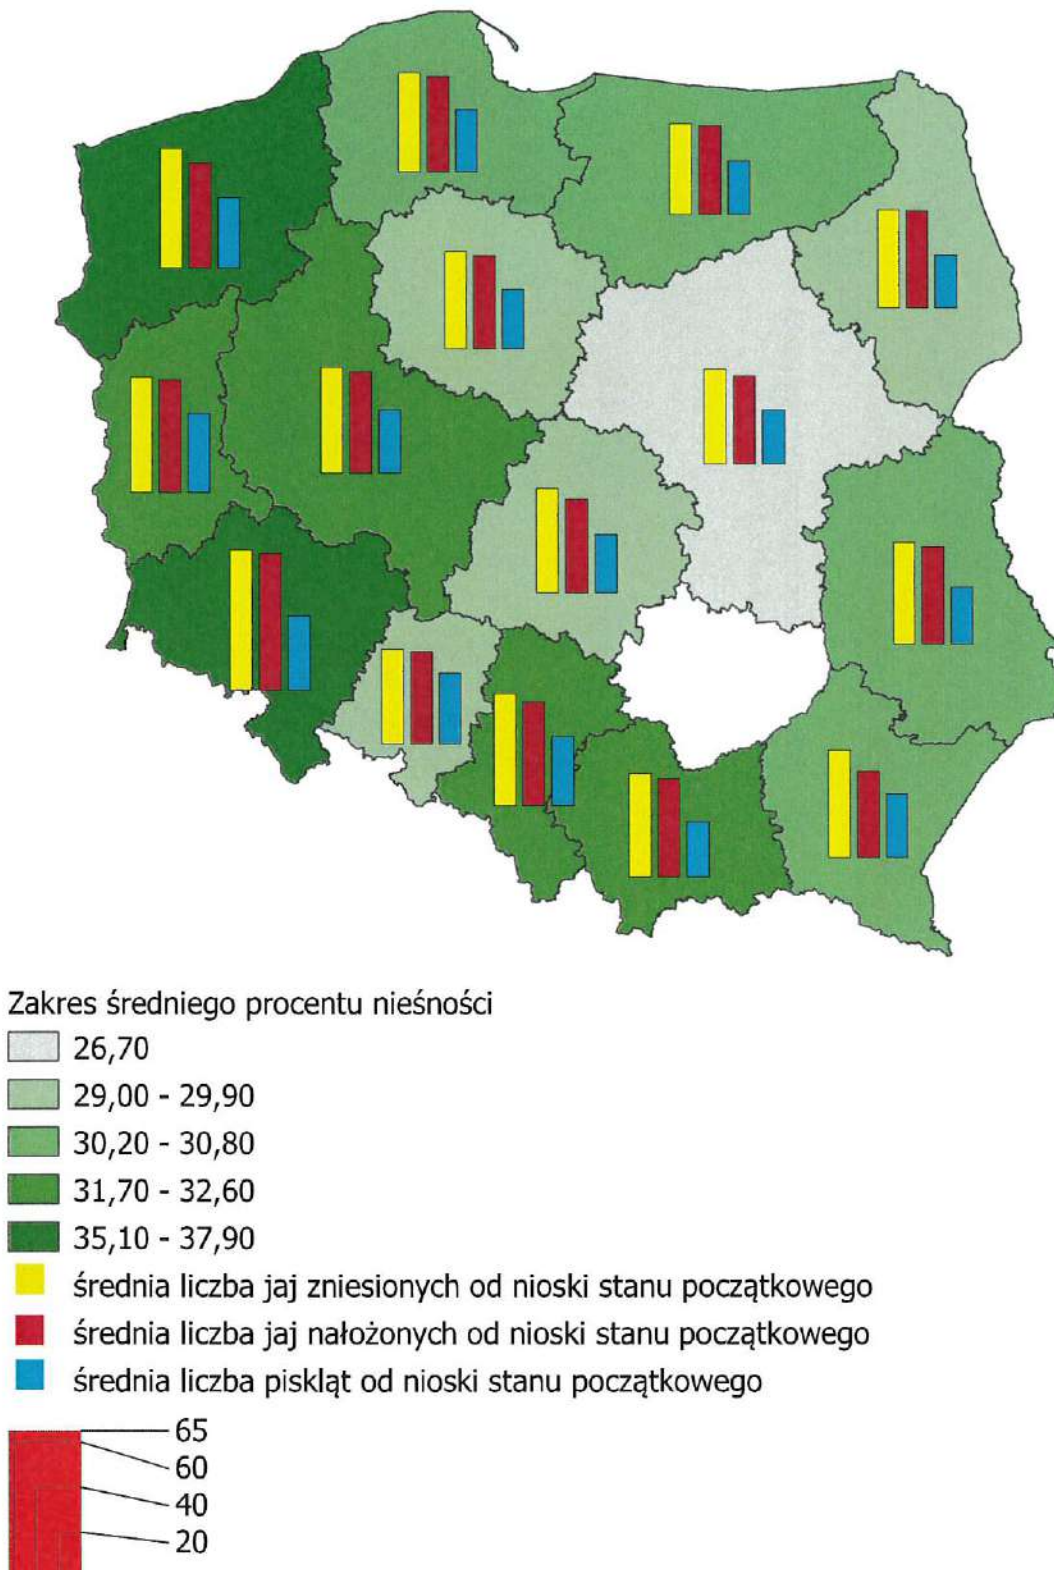 Zakres średniego procentu nieśności
26,70
29,00 - 29,90
30,20 - 30,80
31,70 - 32,60
35,10 - 37,90
średnia liczba jaj zniesionych od nioski stanu początkowego
średnia liczba jaj nałożonych od nioski stanu początkowego
średnia liczba piskląt od nioski stanu początkowego
65
60
40
20